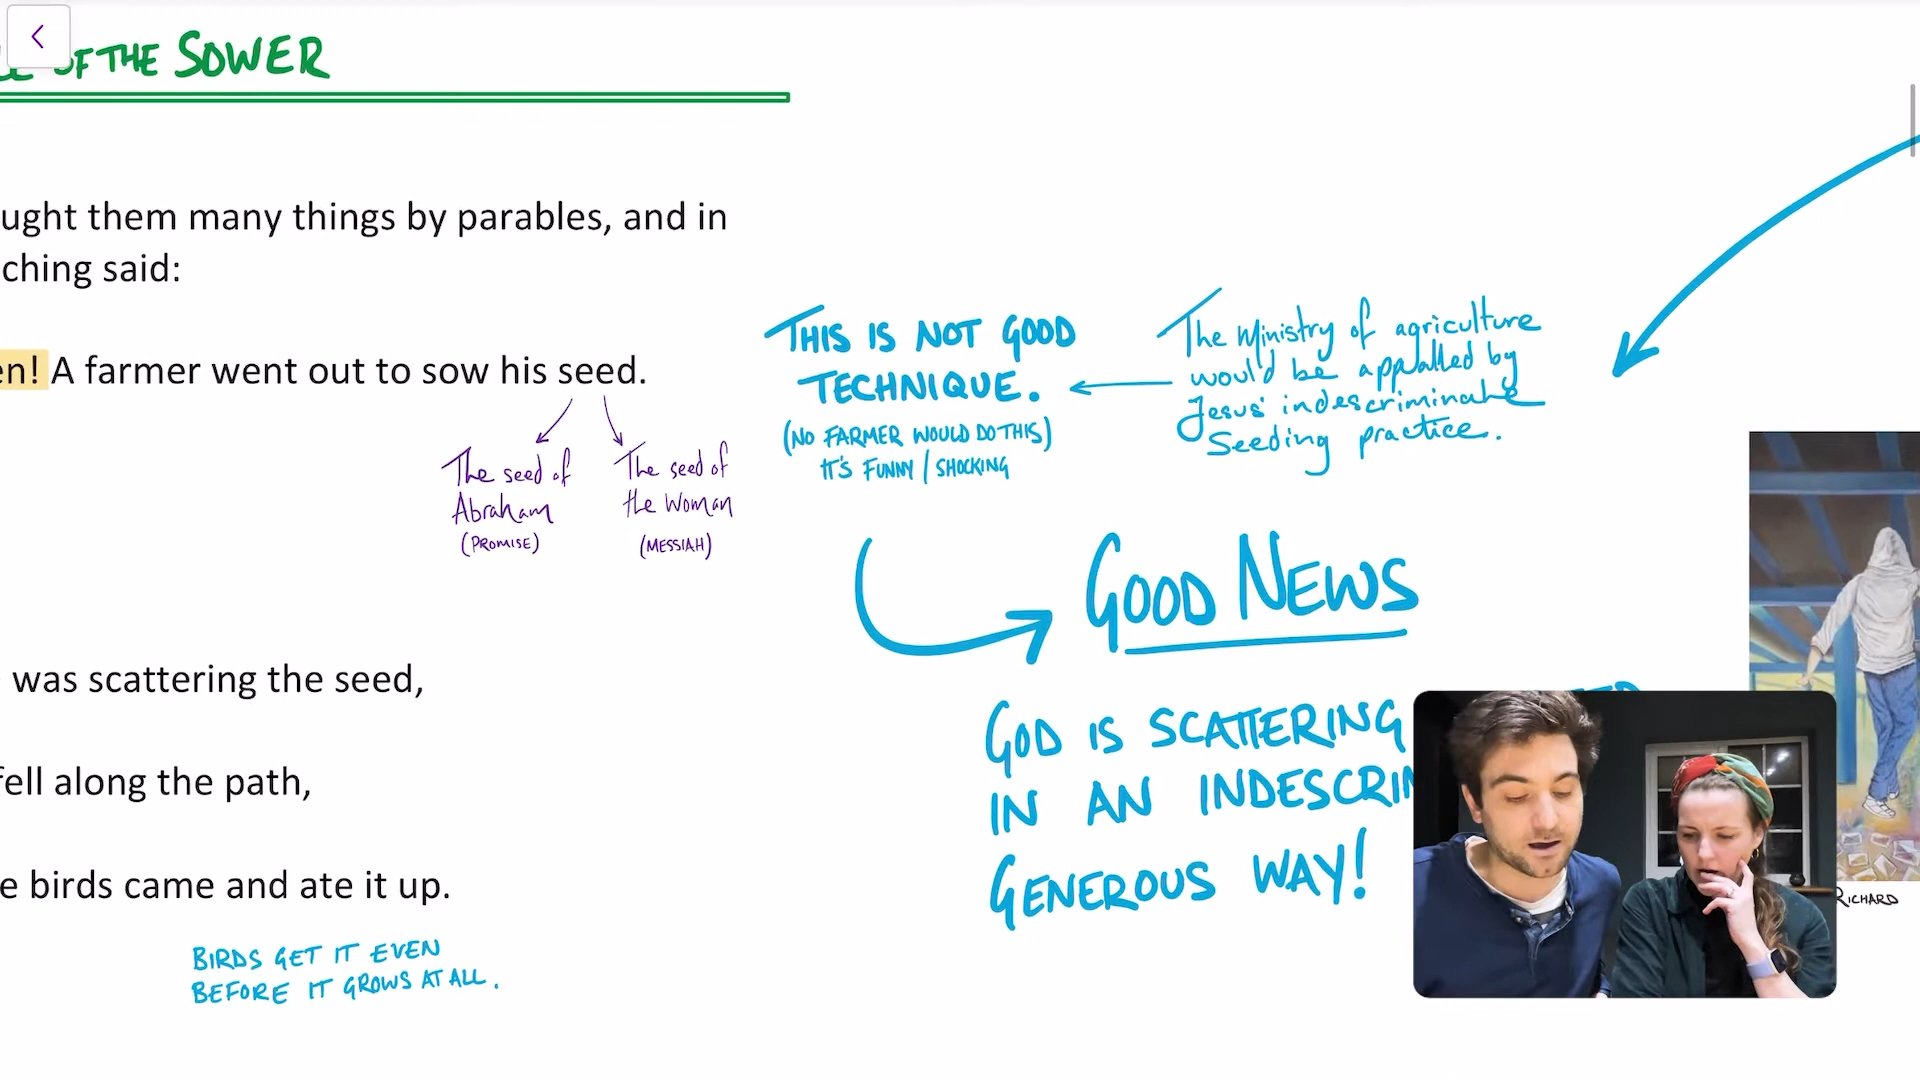 OF THE SOWER
ught them many things by parables, and in
ching said:
en! A farmer went out to sow his seed.
The seed of
Abraham
(PROMISE)
The seed of
the Woman
(MESSIAH)
THIS IS NOT GOOD
TECHNIQUE.
(NO FARMER WOULD DO THIS)
IT'S FUNNY / SHOCKING
The Ministry of agriculture
would be appalled by
Jesus' indescriminate
Seeding practice.
GOOD NEWS
GOD IS SCATTERING
IN AN INDESCRIM
GENEROUS WAY!
was scattering the seed,
fell along the path,
e birds came and ate it up.
BIRDS GET IT EVEN
BEFORE IT GROWS AT ALL.
RICHARD